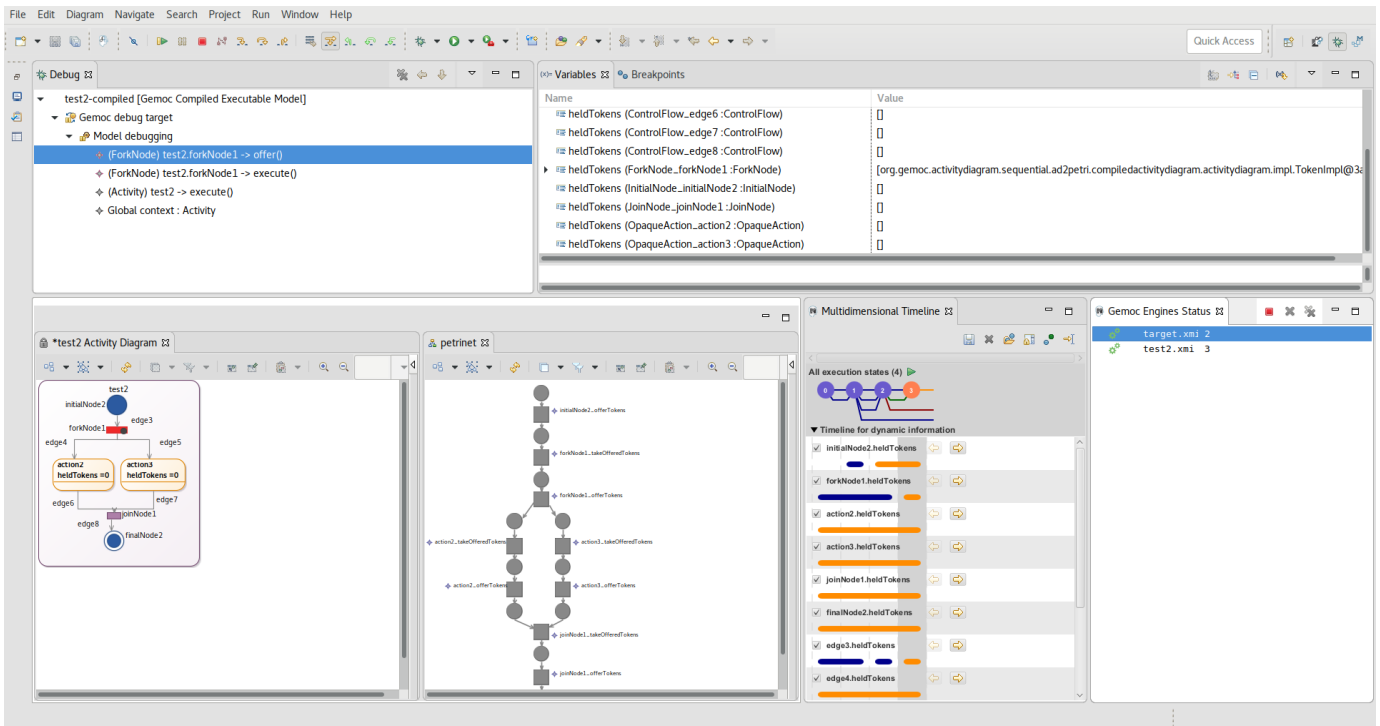 File Edit Diagram Navigate Search Project Run Window Help
Quick Access
Debug
test2-compiled [Gemoc Compiled Executable Model]
Gemoc debug target
Model debugging
(ForkNode) test2.forkNode1 -> offer()
(ForkNode) test2.forkNode1 -> execute()
(Activity) test2 -> execute()
Global context : Activity
(x)= Variables Breakpoints
Name Value
heldTokens (ControlFlow_edge6 :ControlFlow) []
heldTokens (ControlFlow_edge7 :ControlFlow) []
heldTokens (ControlFlow_edge8 :ControlFlow) []
heldTokens (ForkNode_forkNode1 :ForkNode) [org.gemoc.activitydiagram.sequential.ad2petri.compiledactivitydiagram.activitydiagram.impl.TokenImpl@3a
heldTokens (InitialNode_initialNode2 :InitialNode) []
heldTokens (JoinNode_joinNode1 :JoinNode) []
heldTokens (OpaqueAction_action2 :OpaqueAction) []
heldTokens (OpaqueAction_action3 :OpaqueAction) []
*test2 Activity Diagram
test2
initialNode2
edge3
forkNode1
edge4 edge5
action2 action3
heldTokens =0 heldTokens =0
edge6 edge7
joinNode1
edge8
finalNode2
petrinet
initialNode2_offerTokens
forkNode1_takeOfferedTokens
forkNode1_offerTokens
action2_takeOfferedTokens action3_takeOfferedTokens
action2_offerTokens action3_offerTokens
joinNode1_takeOfferedTokens
joinNode1_offerTokens
Multidimensional Timeline
All execution states (4)
0 1 2 3
Timeline for dynamic information
initialNode2.heldTokens
forkNode1.heldTokens
action2.heldTokens
action3.heldTokens
joinNode1.heldTokens
finalNode2.heldTokens
edge3.heldTokens
edge4.heldTokens
Gemoc Engines Status
target.xmi 2
test2.xmi 3